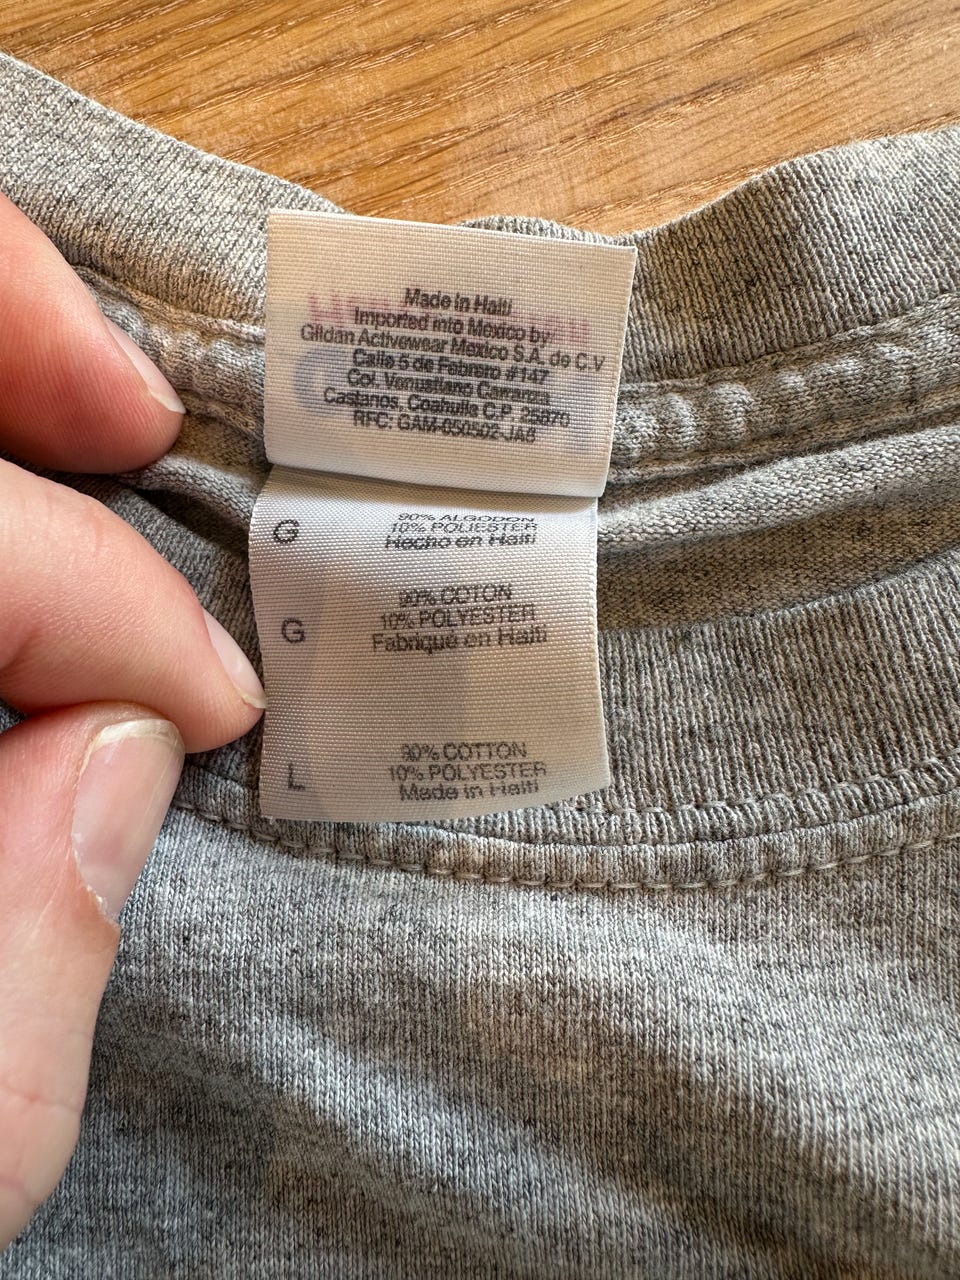 Made in Haiti
Imported into Mexico by:
Gildan Activewear Mexico S.A. de C.V
Calle 5 de Febrero #147
Col. Venustiano Carranza
Castanos, Coahuila C.P. 25870
RFC: GAM-050502-JA6
G
90% ALGODON
10% POLIESTER
Hecho en Haiti
G
90% COTON
10% POLYESTER
Fabriqué en Haiti
L
90% COTTON
10% POLYESTER
Made in Haiti